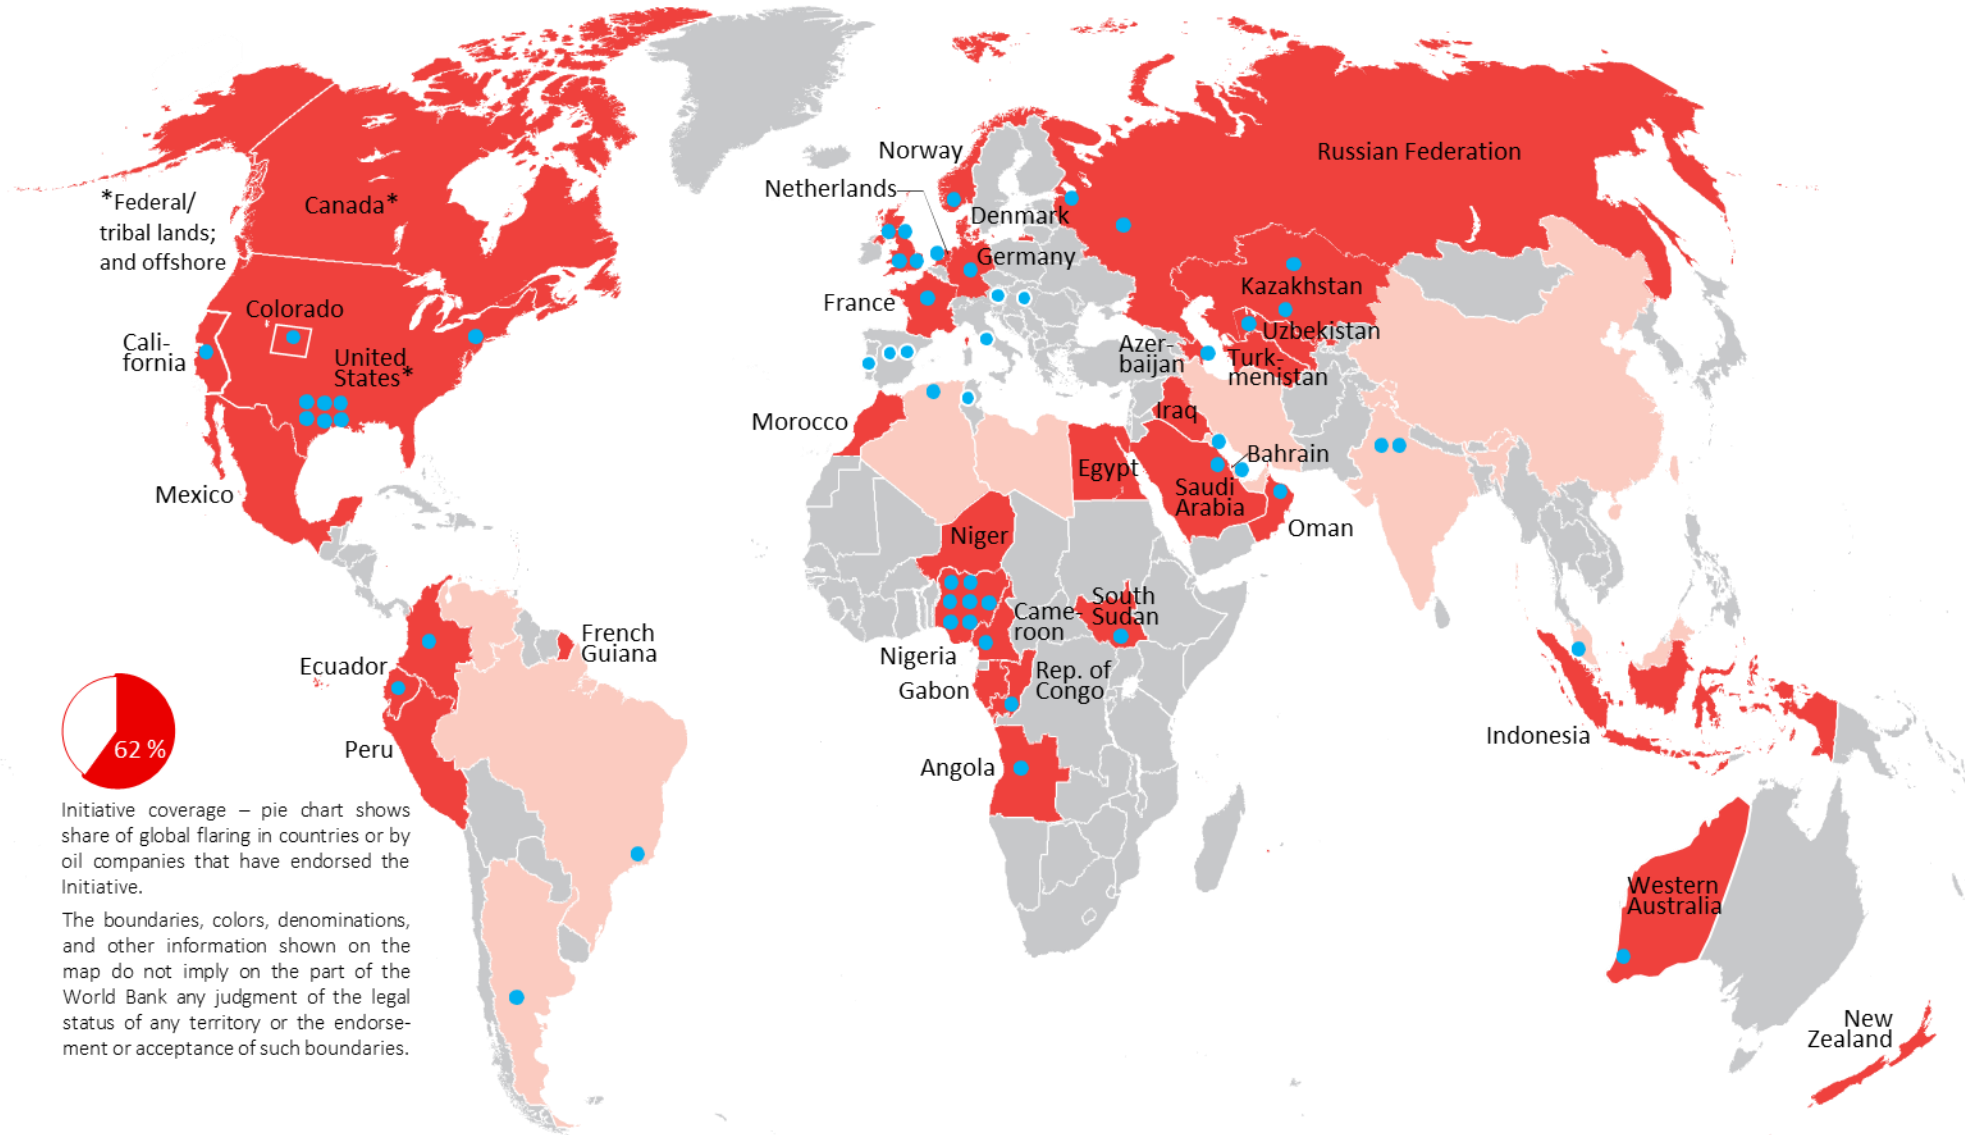 Norway
Russian Federation
Netherlands
*Federal/
tribal lands;
and offshore
Canada*
Denmark
Germany
Kazakhstan
France
Colorado
Uzbekistan
Cali-
fornia
United
States*
Azer-
baijan
Turk-
menistan
Iraq
Morocco
Bahrain
Egypt
Mexico
Saudi
Arabia
Oman
Niger
South
Sudan
Came-
roon
French
Guiana
Nigeria
Ecuador
Rep. of
Congo
Gabon
Peru
Indonesia
Angola
62 %
Initiative coverage – pie chart shows
share of global flaring in countries or by
oil companies that have endorsed the
Initiative.
The boundaries, colors, denominations,
and other information shown on the
map do not imply on the part of the
World Bank any judgment of the legal
status of any territory or the endorse-
ment or acceptance of such boundaries.
Western
Australia
New
Zealand